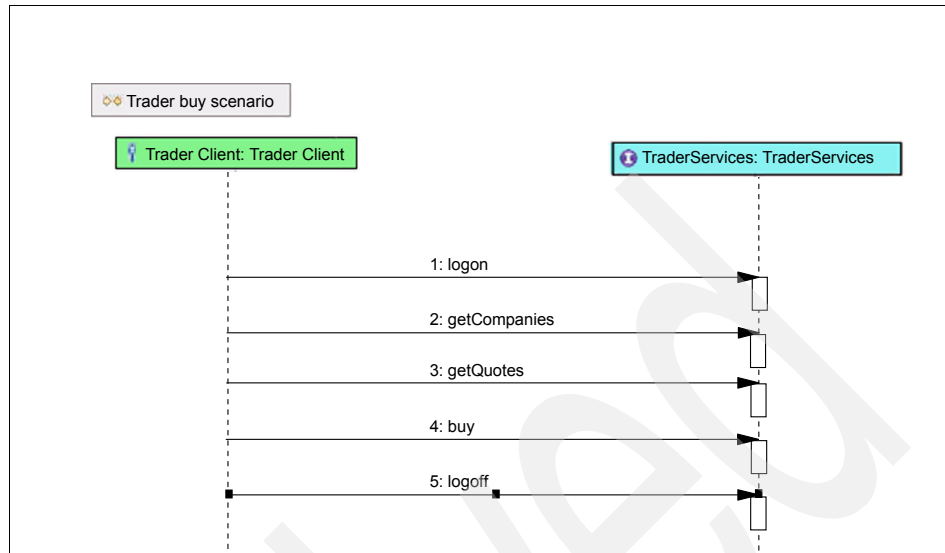 Trader buy scenario
Trader Client: Trader Client
TraderServices: TraderServices
1: logon
2: getCompanies
3: getQuotes
4: buy
5: logoff